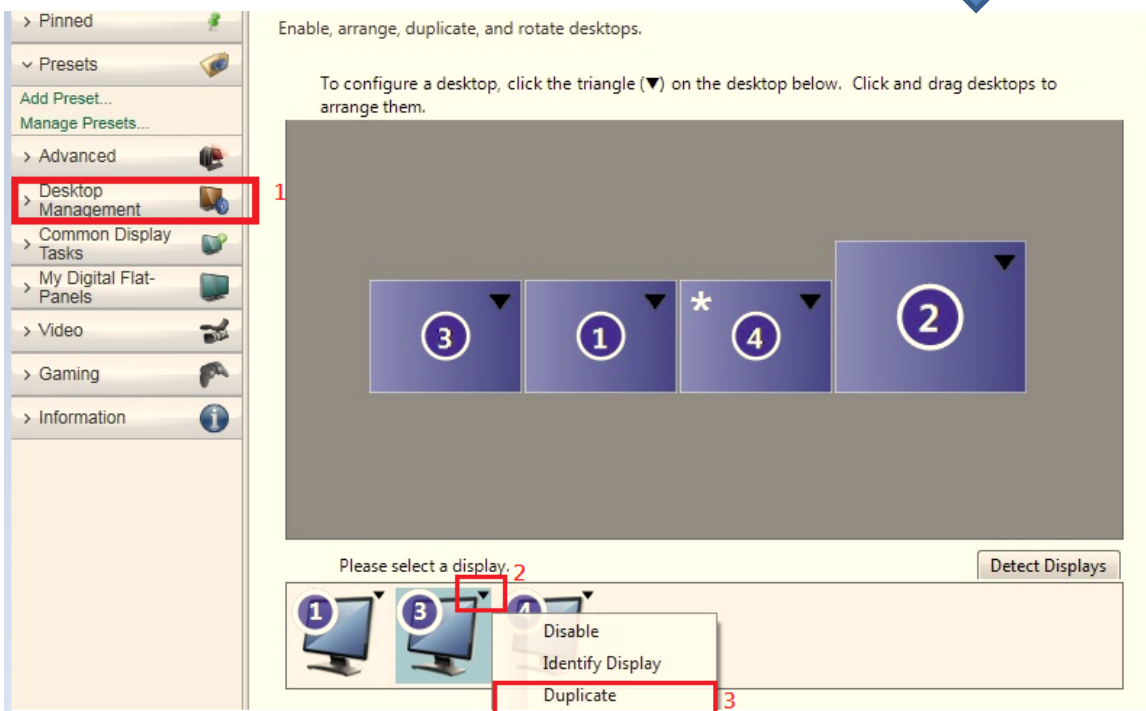 > Pinned
Enable, arrange, duplicate, and rotate desktops.
Presets
To configure a desktop, click the triangle (▼) on the desktop below. Click and drag desktops to
arrange them.
Add Preset...
Manage Presets...
> Advanced
> Desktop
Management
1
> Common Display
Tasks
> My Digital Flat-
Panels
> Video
> Gaming
> Information
3
1
* 4
2
Please select a display.
2
Detect Displays
1
3
4
Disable
Identify Display
Duplicate
3